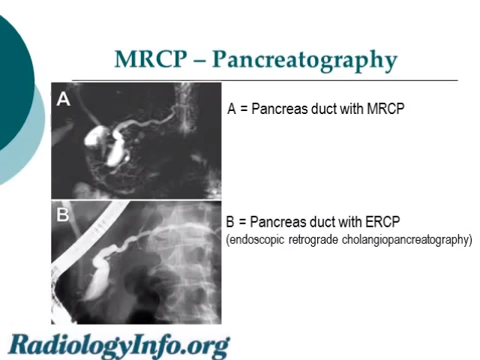 MRCP – Pancreatography
A
A = Pancreas duct with MRCP
B
B = Pancreas duct with ERCP
(endoscopic retrograde cholangiopancreatography)
RadiologyInfo.org